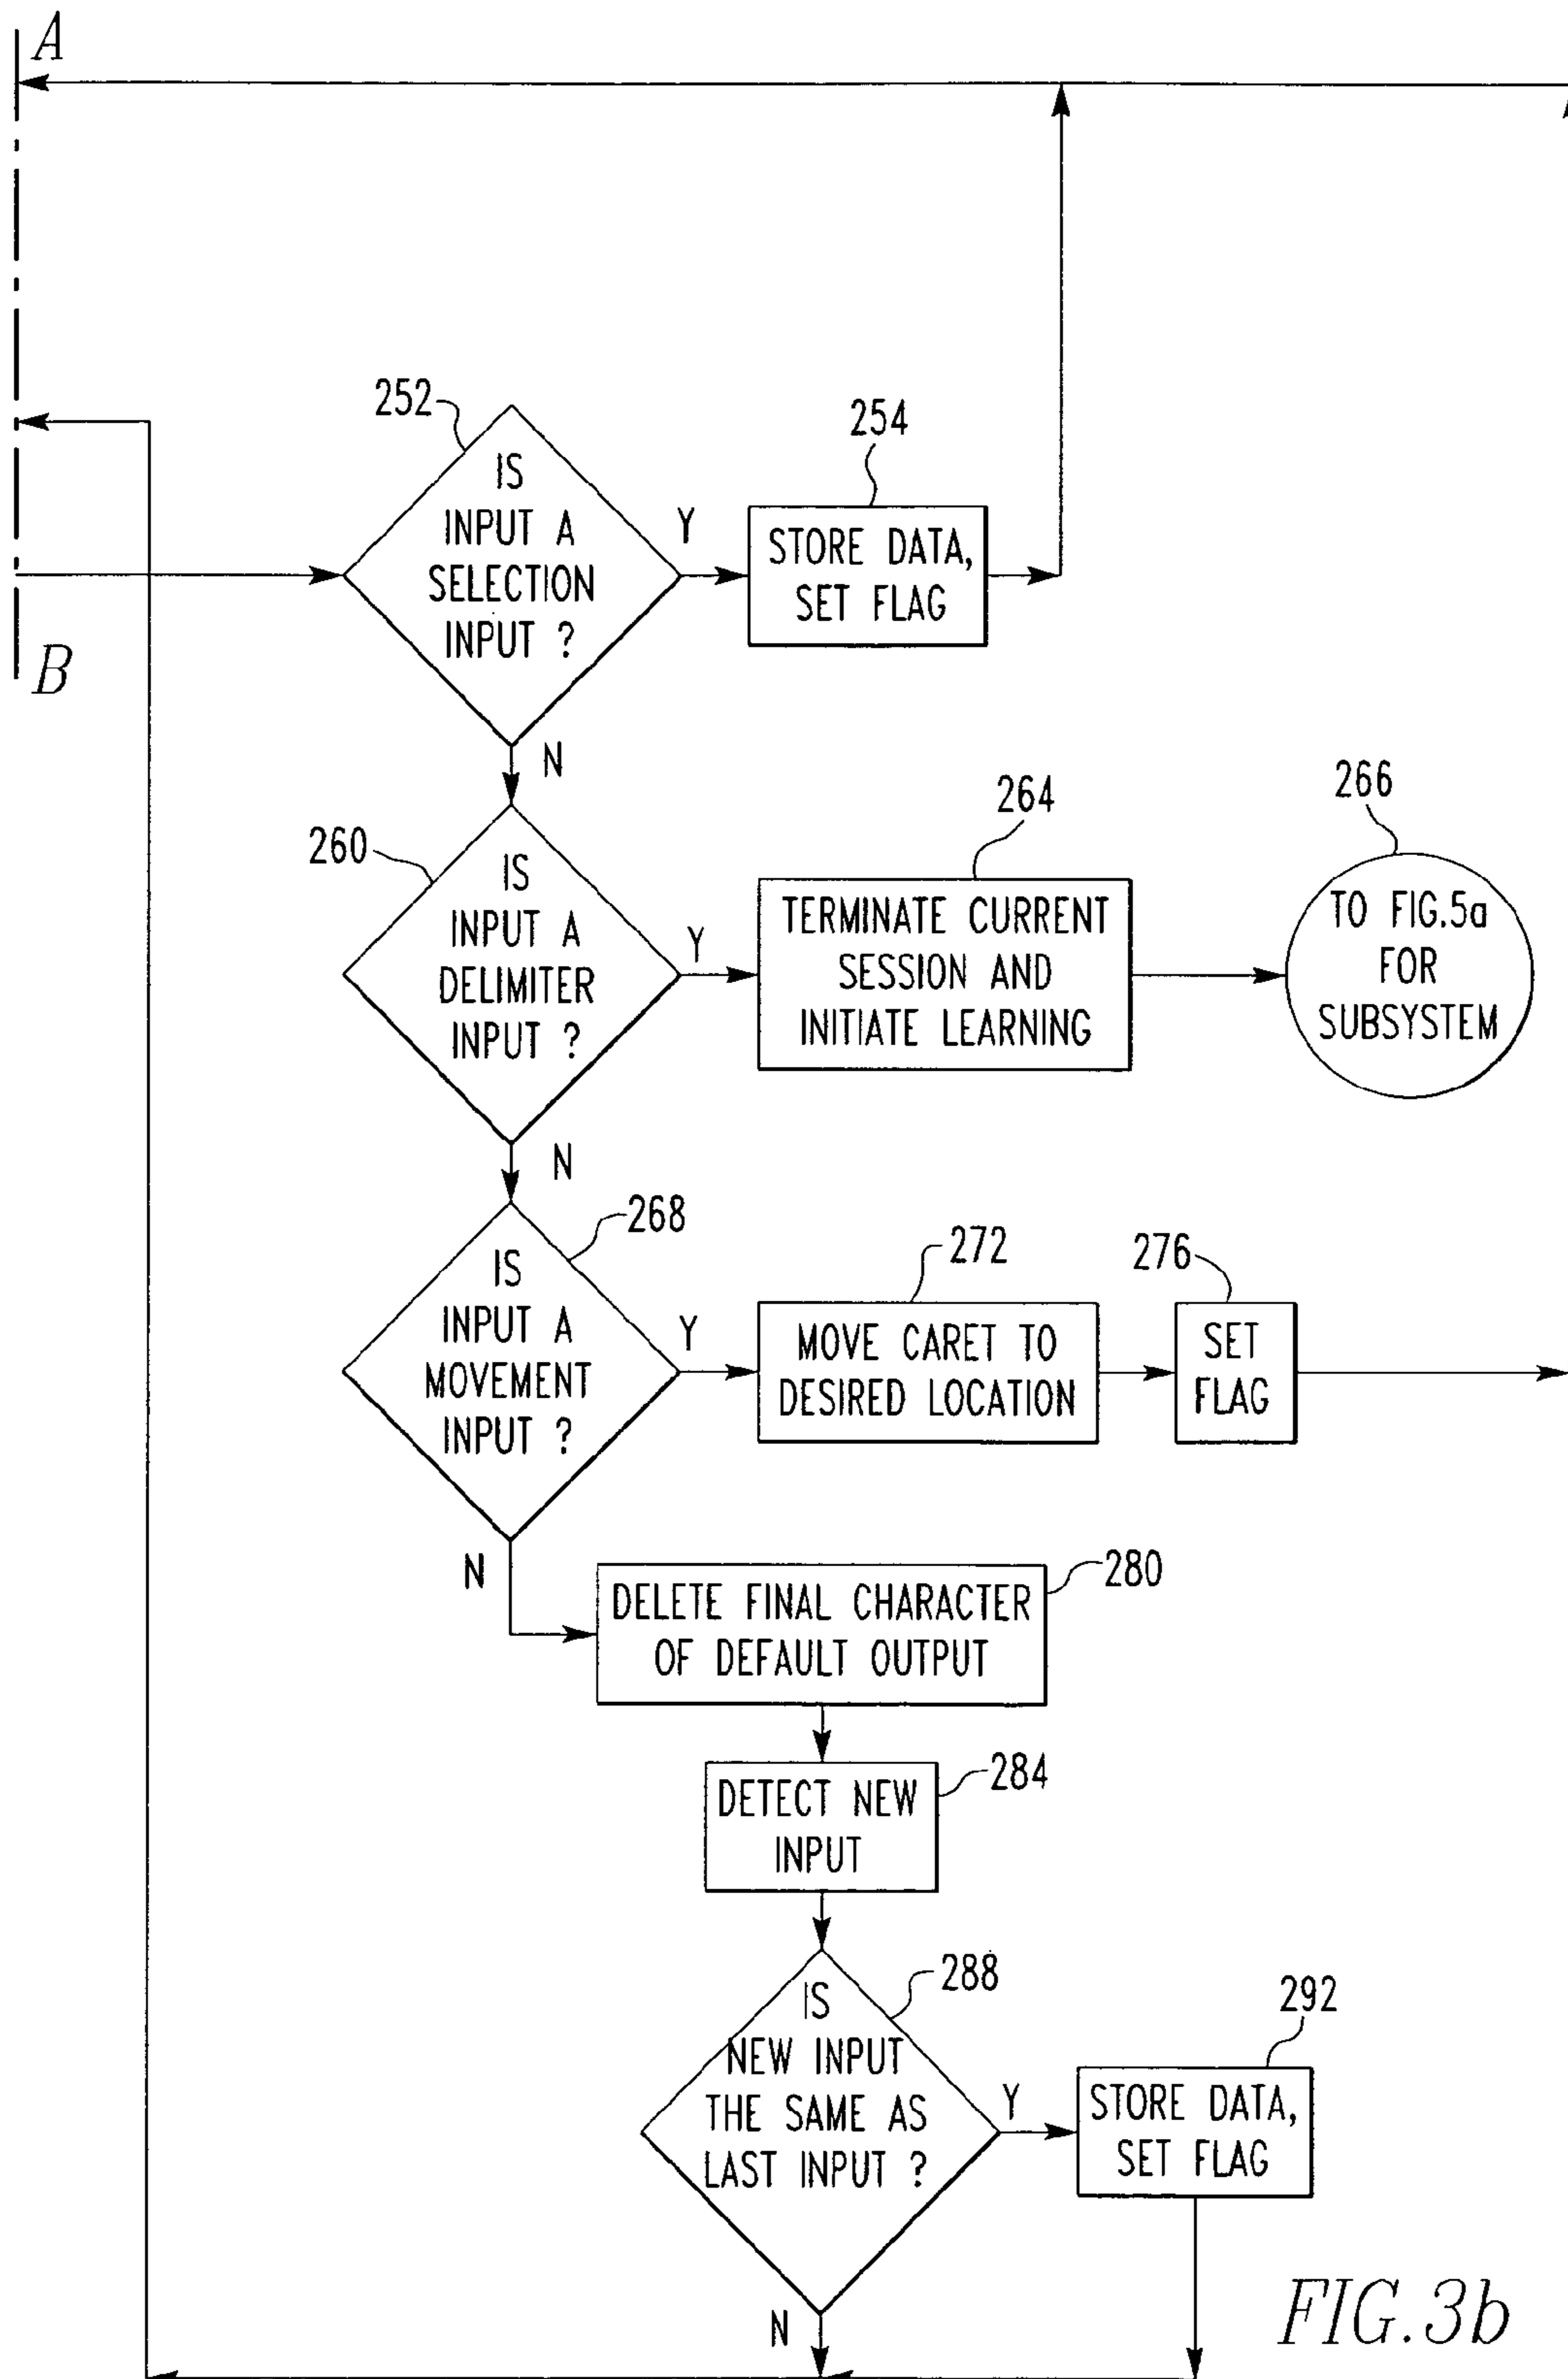 A
B
252
IS
INPUT A
SELECTION
INPUT ?
Y
N
254
STORE DATA,
SET FLAG
260
IS
INPUT A
DELIMITER
INPUT ?
Y
N
264
TERMINATE CURRENT
SESSION AND
INITIATE LEARNING
266
TO FIG.5a
FOR
SUBSYSTEM
268
IS
INPUT A
MOVEMENT
INPUT ?
Y
N
272
MOVE CARET TO
DESIRED LOCATION
276
SET
FLAG
280
DELETE FINAL CHARACTER
OF DEFAULT OUTPUT
284
DETECT NEW
INPUT
288
IS
NEW INPUT
THE SAME AS
LAST INPUT ?
Y
N
292
STORE DATA,
SET FLAG
FIG.3b